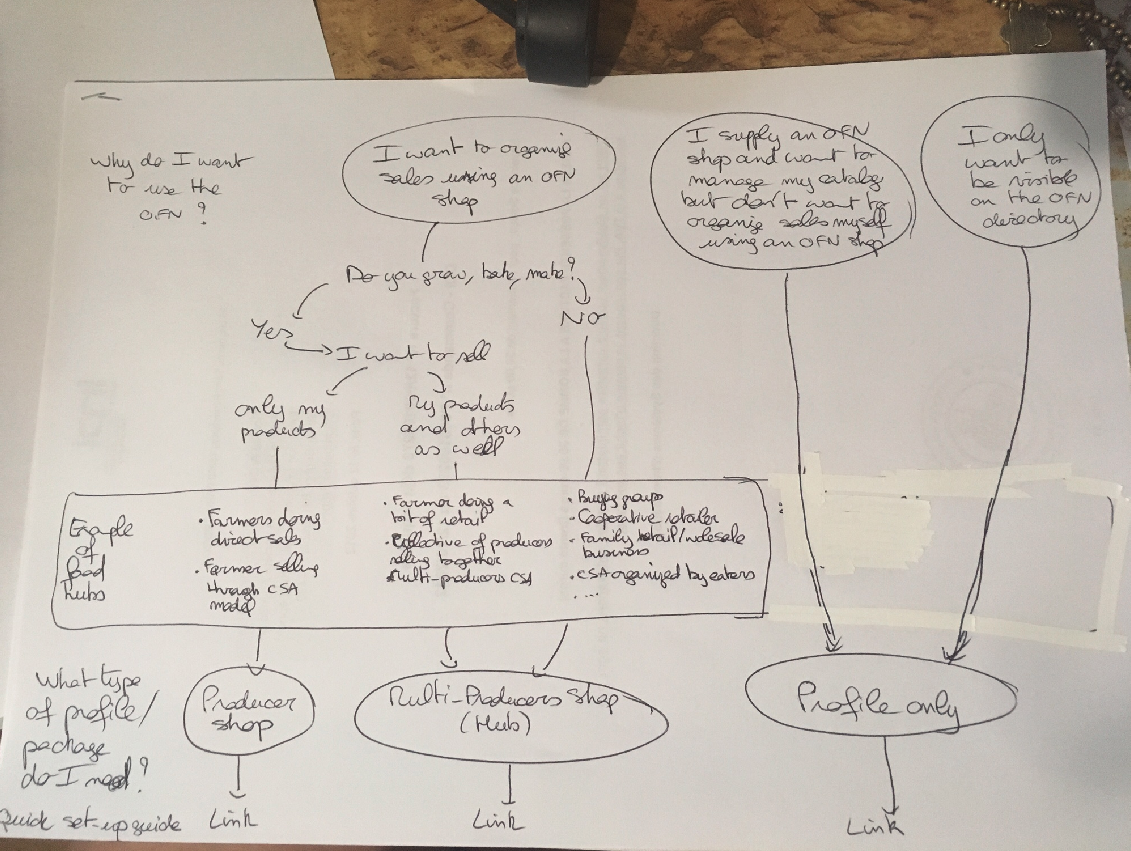 Why do I want
to use the
OFN ?
I want to organise
sales using an OFN
shop
I supply an OFN
shop and want to
manage my catalog
but don't want to
organize sales myself
using an OFN shop
I only
want to
be visible
on the OFN
directory
Do you grow, bake, make?
Yes
NO
I want to sell
only my
products
My products
and others
as well
Example
of
food
hubs
• Farmers doing
direct sales
• Farmer selling
through CSA
model
• Farmer doing a
bit of retail
• Collective of producers
selling together
Multi-producers CSA
• Buying groups
• Cooperative retailer
• Family retail/wholesale
business
• CSA organized by eaters
....
What type
of profile/
package
do I need?
Producer
shop
Multi-Producers shop
(Hub)
Profile only
Quick set-up guide
Link
Link
Link